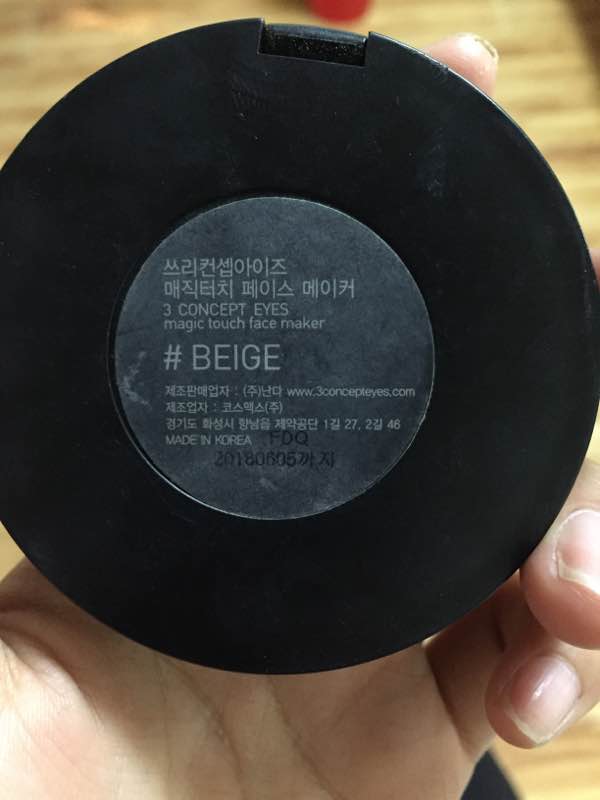 쓰리컨셉아이즈
매직터치 페이스 메이커
3 CONCEPT EYES
magic touch face maker
# BEIGE
제조판매업자 : (주)난다 www.3concepteyes.com
제조업자 : 코스맥스(주)
경기도 화성시 향남읍 제약공단 1길 27, 2길 46
MADE IN KOREA FDQ
20180605까지